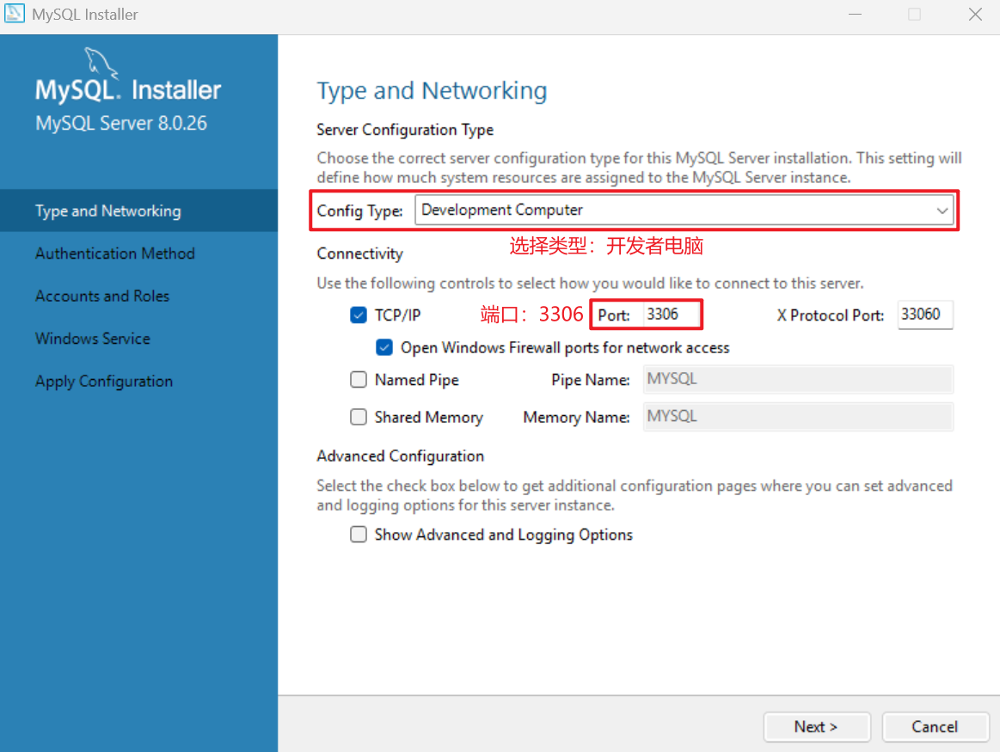 MySQL Installer
MySQL. Installer
MySQL Server 8.0.26
Type and Networking
Authentication Method
Accounts and Roles
Windows Service
Apply Configuration
Type and Networking
Server Configuration Type
Choose the correct server configuration type for this MySQL Server installation. This setting will
define how much system resources are assigned to the MySQL Server instance.
Config Type: Development Computer
选择类型：开发者电脑
Connectivity
Use the following controls to select how you would like to connect to this server.
TCP/IP 端口：3306 Port: 3306 X Protocol Port: 33060
Open Windows Firewall ports for network access
Named Pipe Pipe Name: MYSQL
Shared Memory Memory Name: MYSQL
Advanced Configuration
Select the check box below to get additional configuration pages where you can set advanced
and logging options for this server instance.
Show Advanced and Logging Options
Next > Cancel